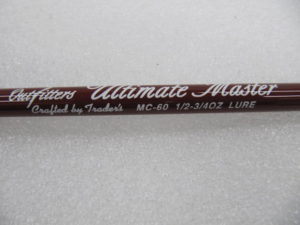 Outfitters Ultimate Master
Crafted by Trader's MC-60 1/2-3/4OZ LURE